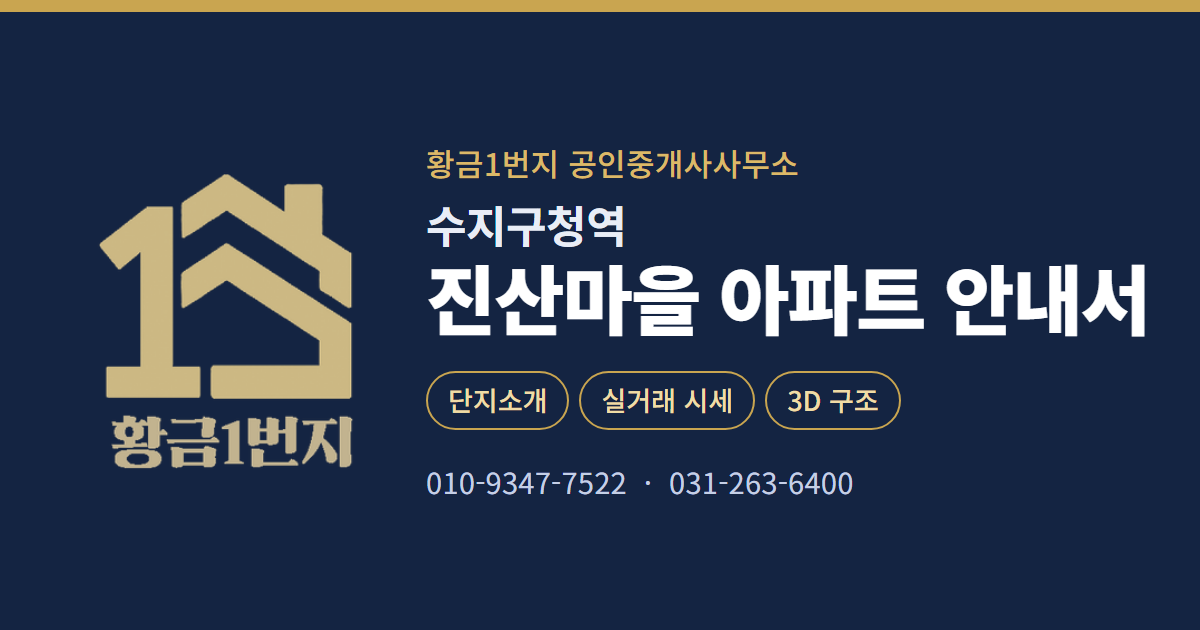 황금1번지
황금1번지 공인중개사사무소
수지구청역
진산마을 아파트 안내서
단지소개 실거래 시세 3D 구조
010-9347-7522 · 031-263-6400